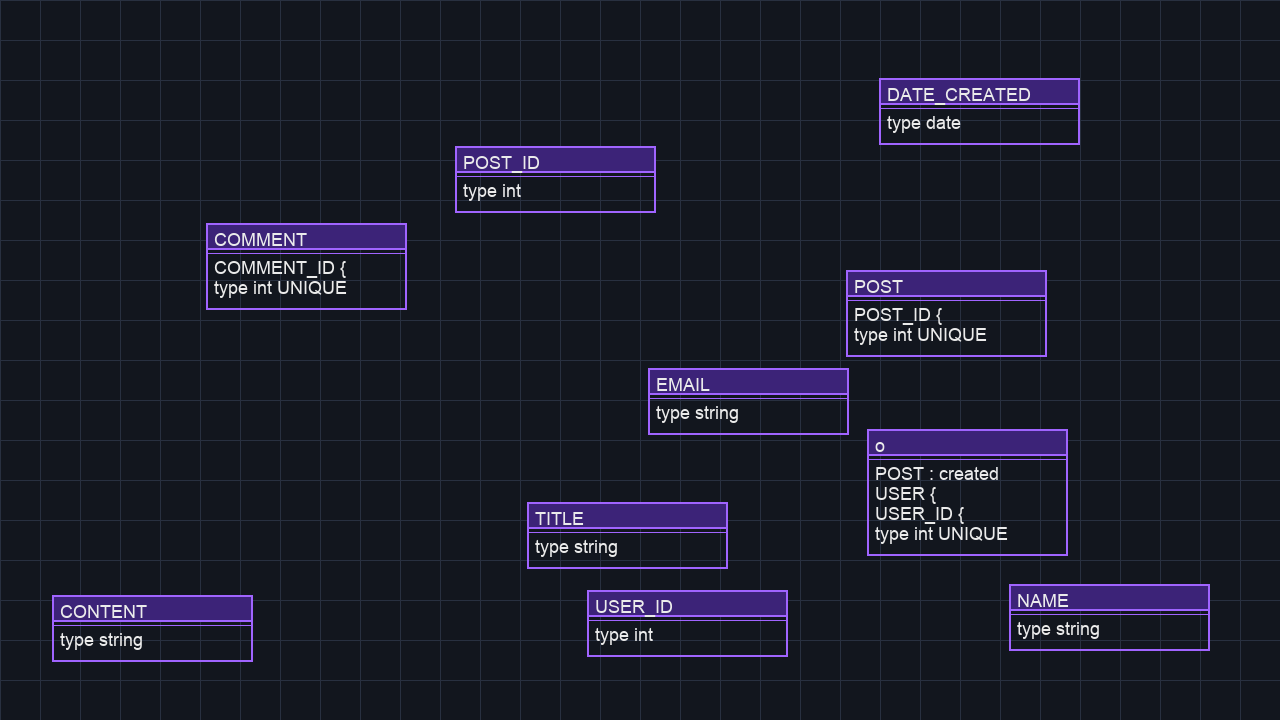 DATE_CREATED
type date
POST_ID
type int
COMMENT
COMMENT_ID {
type int UNIQUE
POST
POST_ID {
type int UNIQUE
EMAIL
type string
o
POST : created
USER {
USER_ID {
type int UNIQUE
TITLE
type string
NAME
type string
USER_ID
type int
CONTENT
type string